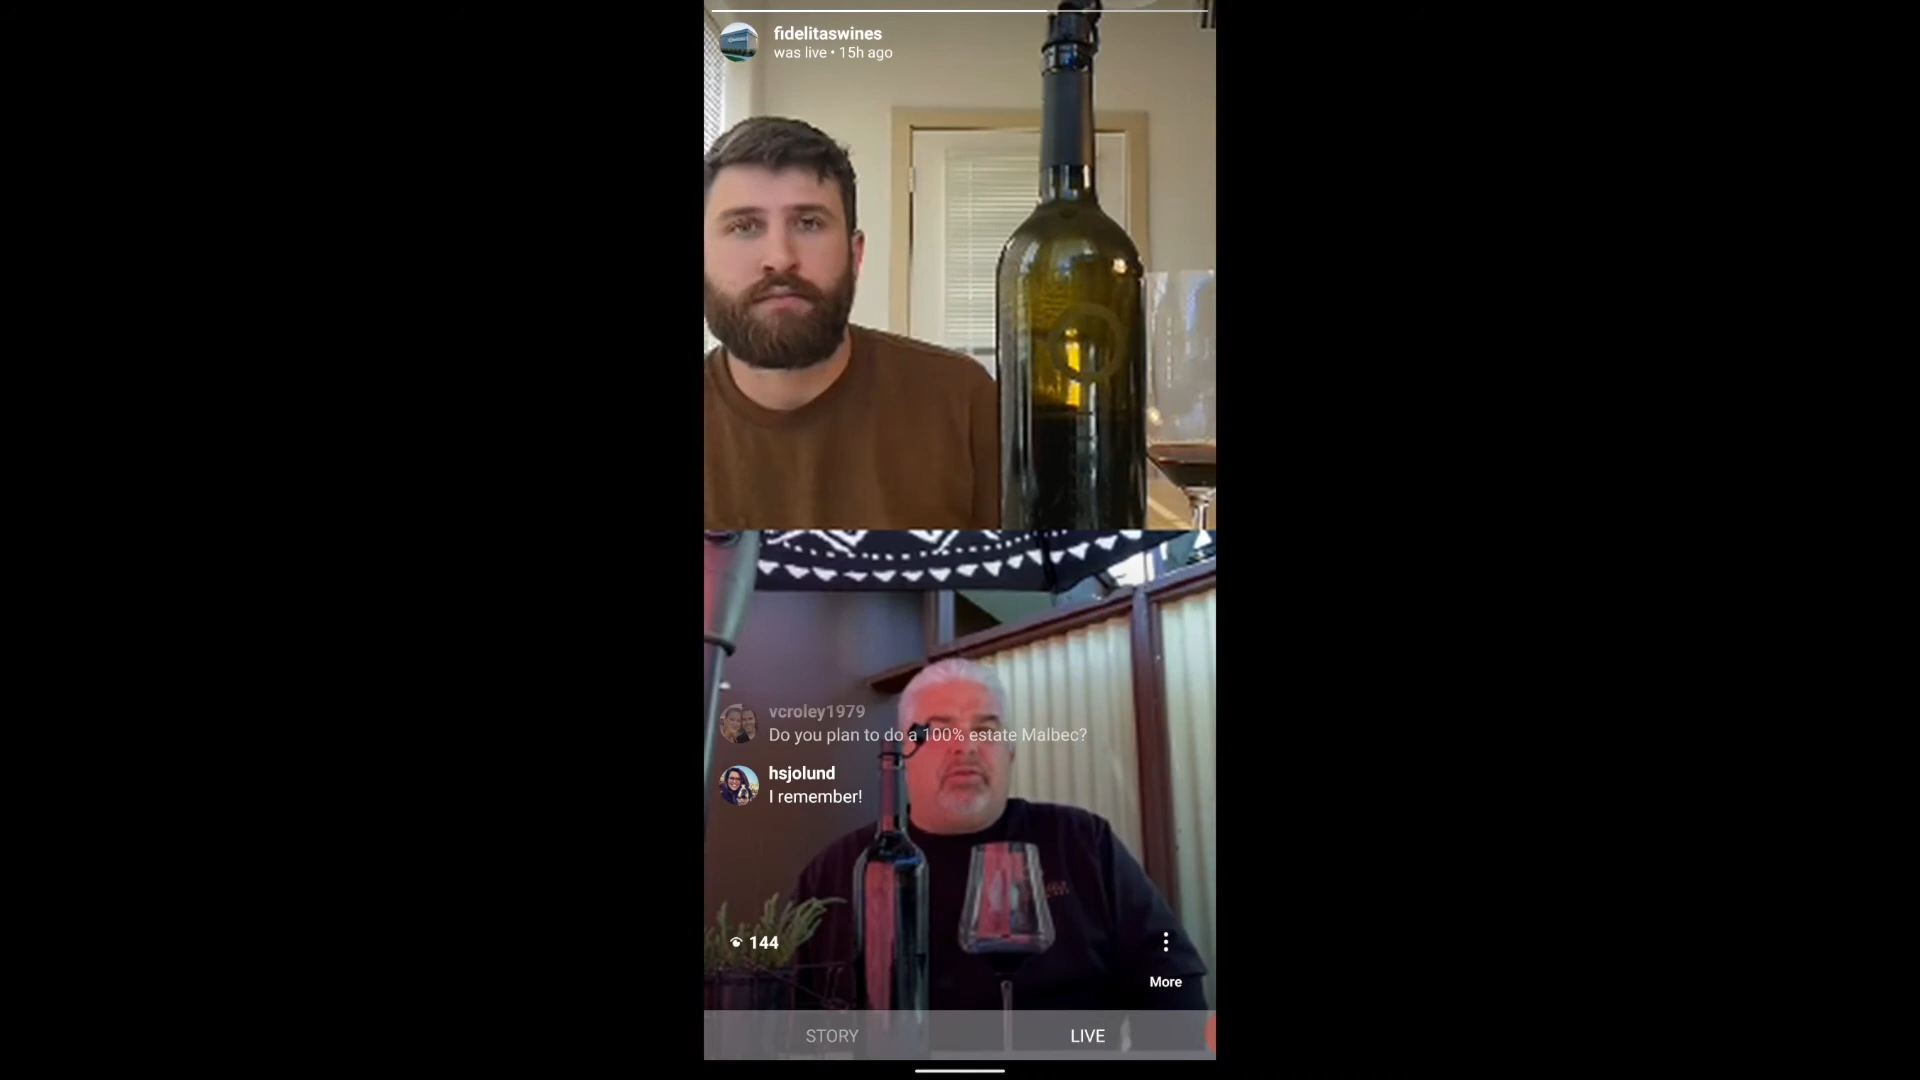 fidelitaswines
was live • 15h ago
vcroley1979
Do you plan to do a 100% estate Malbec?
hsjolund
I remember!
144
More
STORY
LIVE